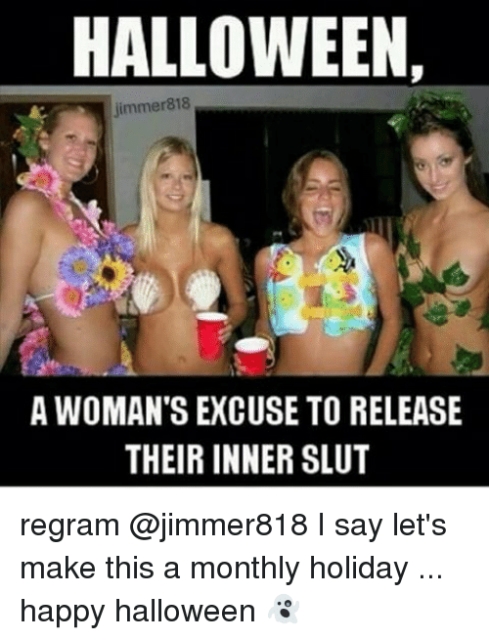 HALLOWEEN,
jimmer818
A WOMAN'S EXCUSE TO RELEASE
THEIR INNER SLUT
regram @jimmer818 I say let's
make this a monthly holiday ...
happy halloween 👻